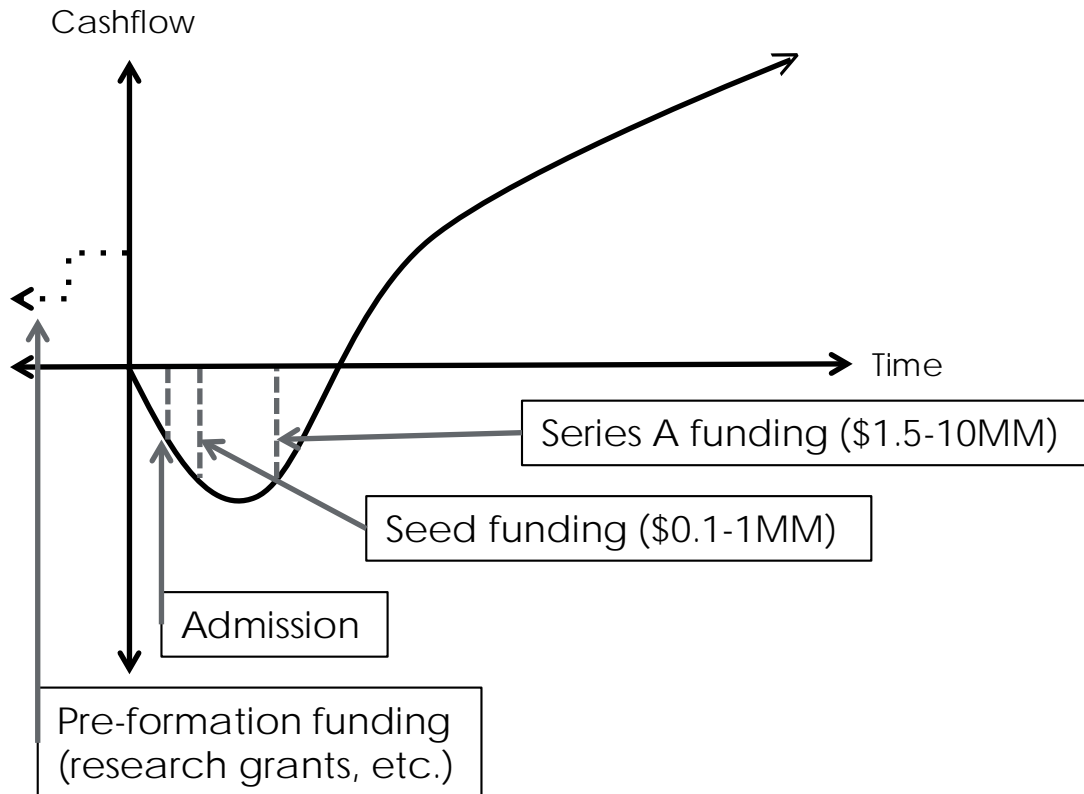 Cashflow
Time
Series A funding ($1.5-10MM)
Seed funding ($0.1-1MM)
Admission
Pre-formation funding
(research grants, etc.)